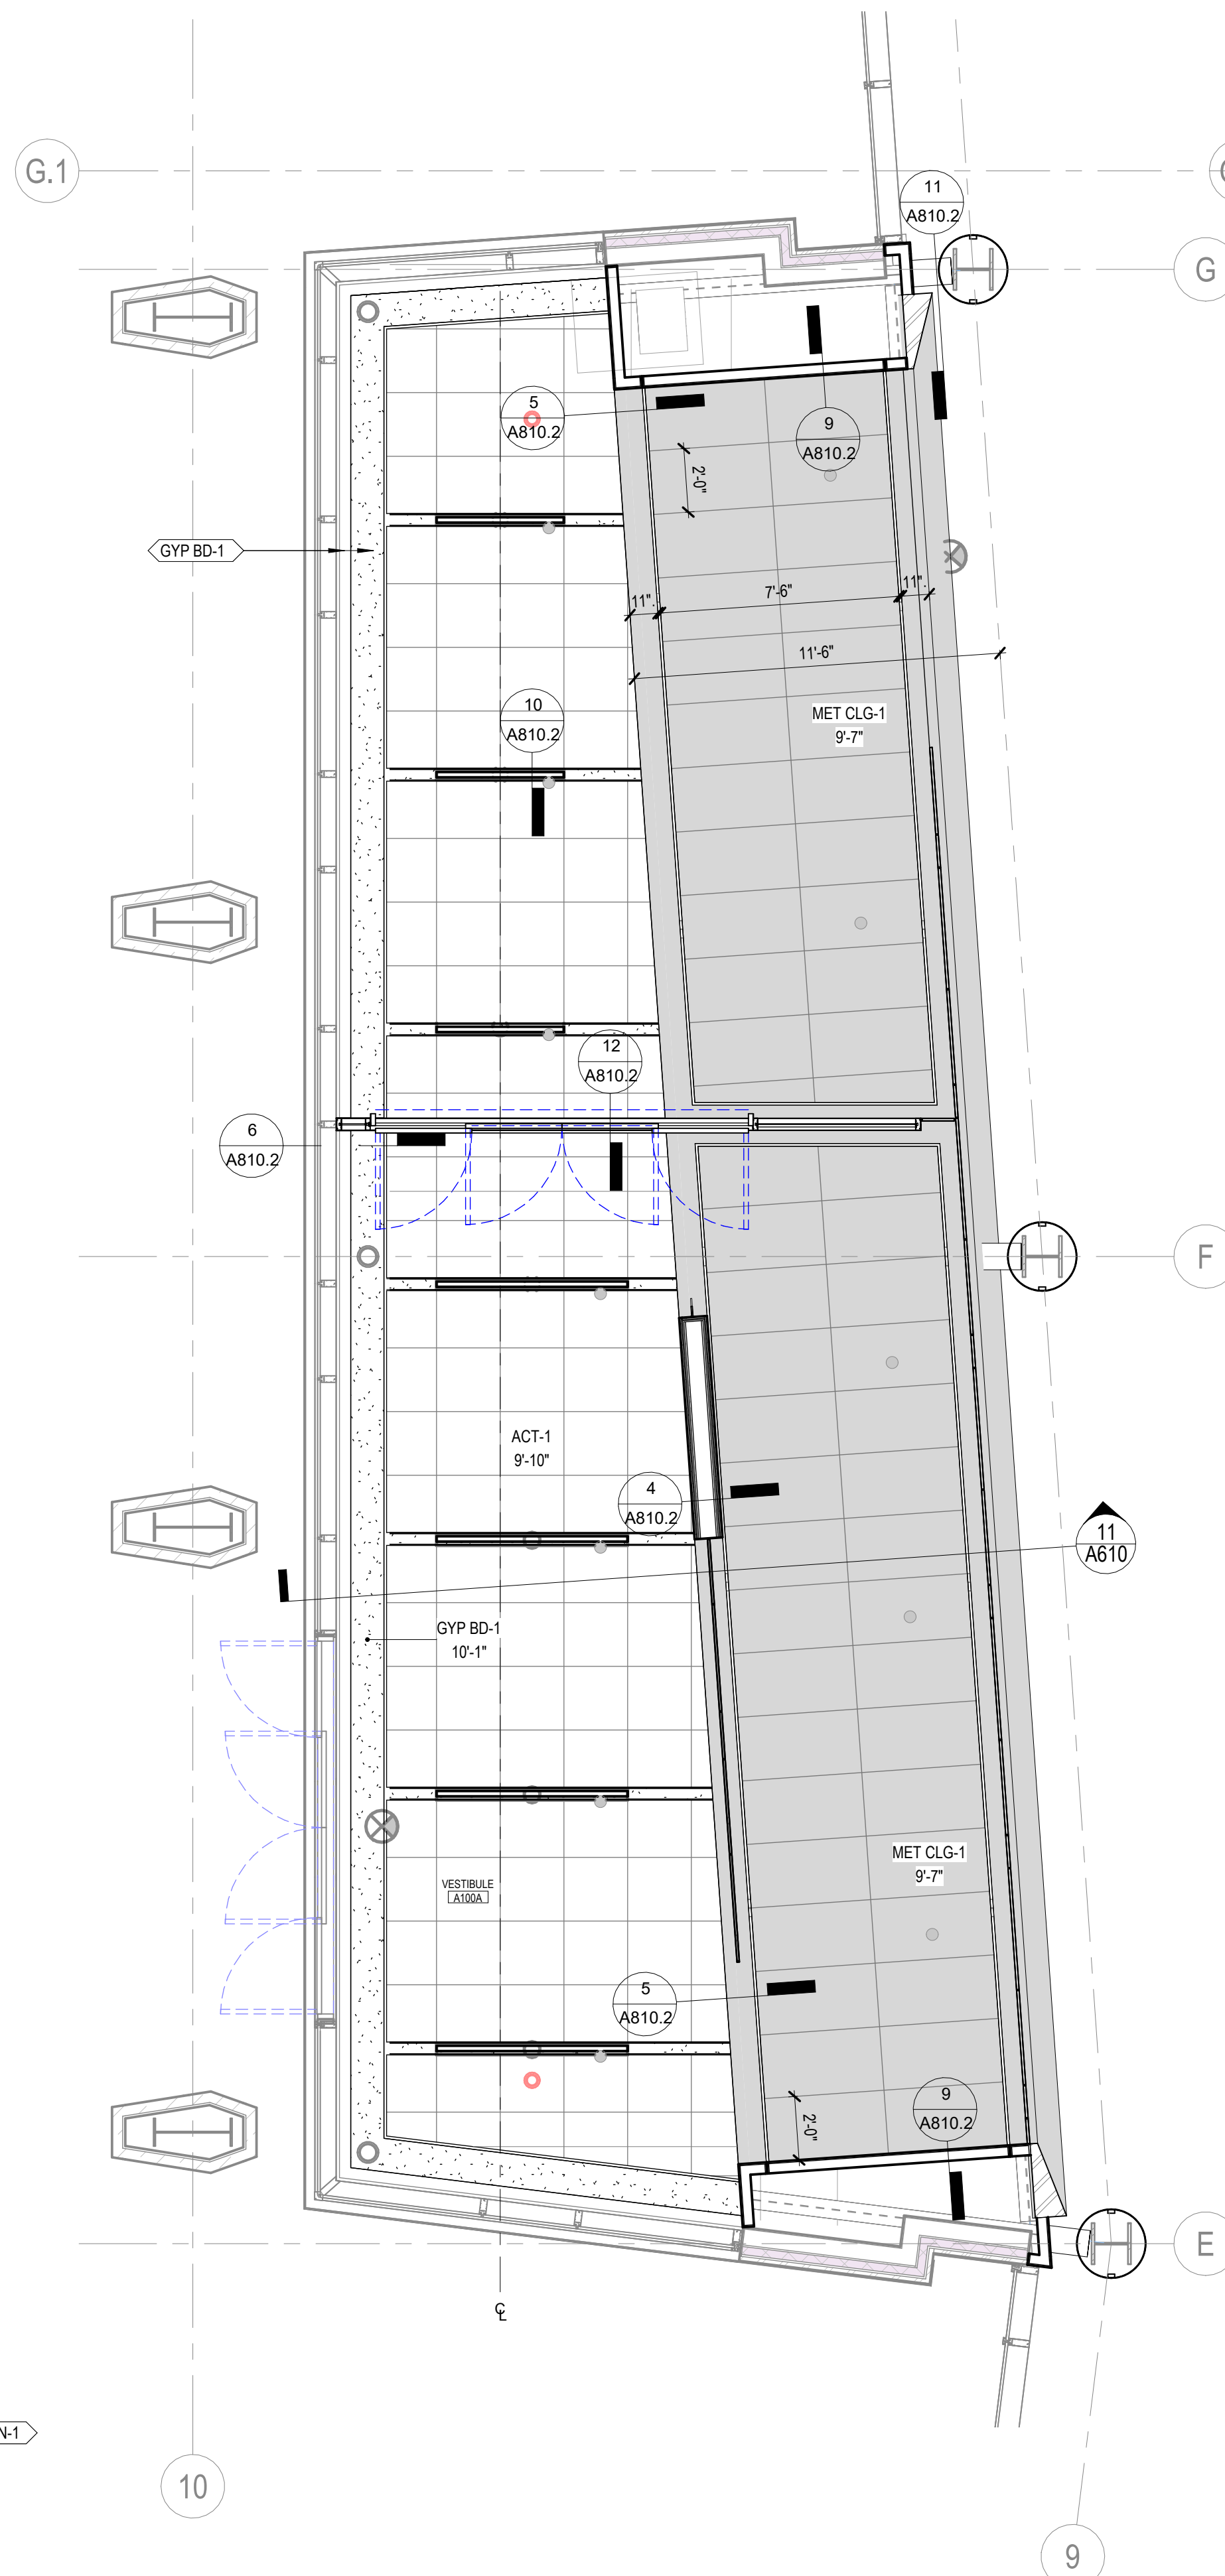 G.1
11
A810.2
G
5
A810.2
9
A810.2
2'-0"
GYP BD-1
11".
7'-6"
11".
11'-6"
10
A810.2
MET CLG-1
9'-7"
12
A810.2
6
A810.2
F
ACT-1
9'-10"
4
A810.2
11
A610
GYP BD-1
10'-1"
MET CLG-1
9'-7"
VESTIBULE
A100A
5
A810.2
9
A810.2
2'-0"
E
℄
N-1
10
9